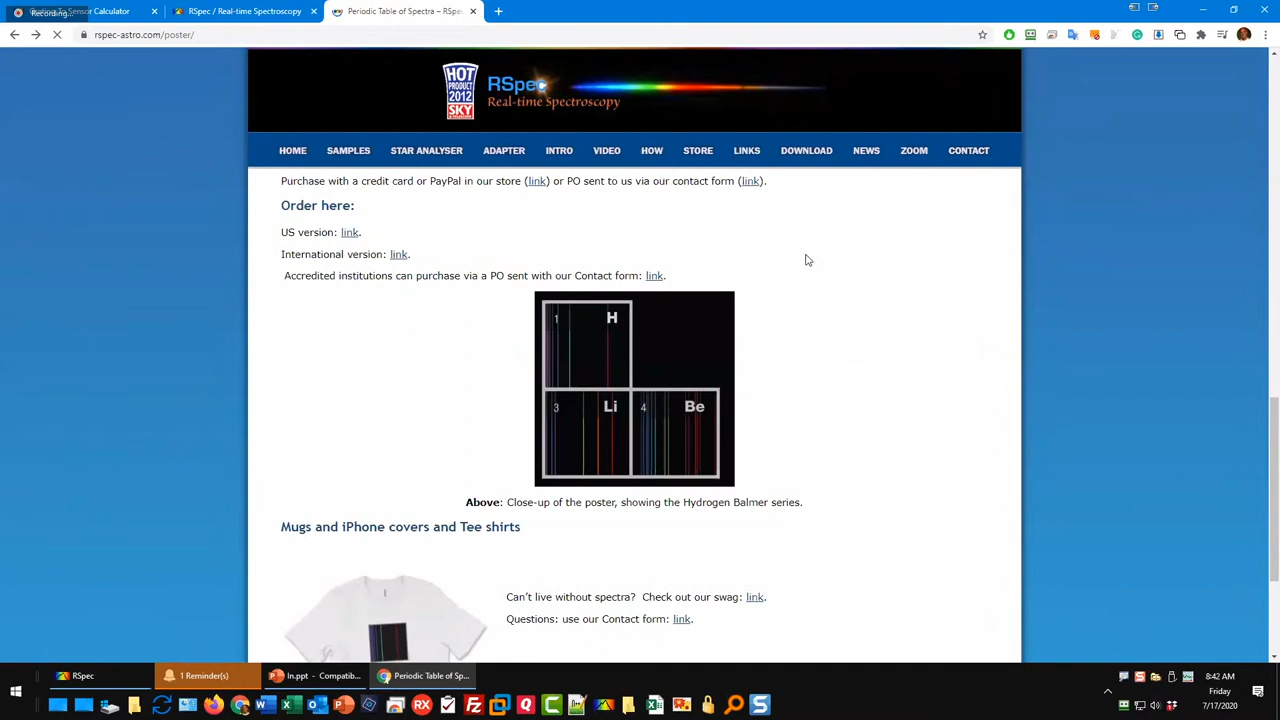 Recording...
To Sensor Calculator
RSpec / Real-time Spectroscopy
Periodic Table of Spectra – RSpe
rspec-astro.com/poster/
HOT
PRODUCT
2012
SKY
RSpec
Real-time Spectroscopy
HOME SAMPLES STAR ANALYSER ADAPTER INTRO VIDEO HOW STORE LINKS DOWNLOAD NEWS ZOOM CONTACT
Purchase with a credit card or PayPal in our store (link) or PO sent to us via our contact form (link).
Order here:
US version: link.
International version: link.
Accredited institutions can purchase via a PO sent with our Contact form: link.
1 H
3 Li 4 Be
Above: Close-up of the poster, showing the Hydrogen Balmer series.
Mugs and iPhone covers and Tee shirts
Can't live without spectra? Check out our swag: link.
Questions: use our Contact form: link.
RSpec
1 Reminder(s)
In.ppt - Compatib...
Periodic Table of Sp...
8:42 AM
Friday
7/17/2020